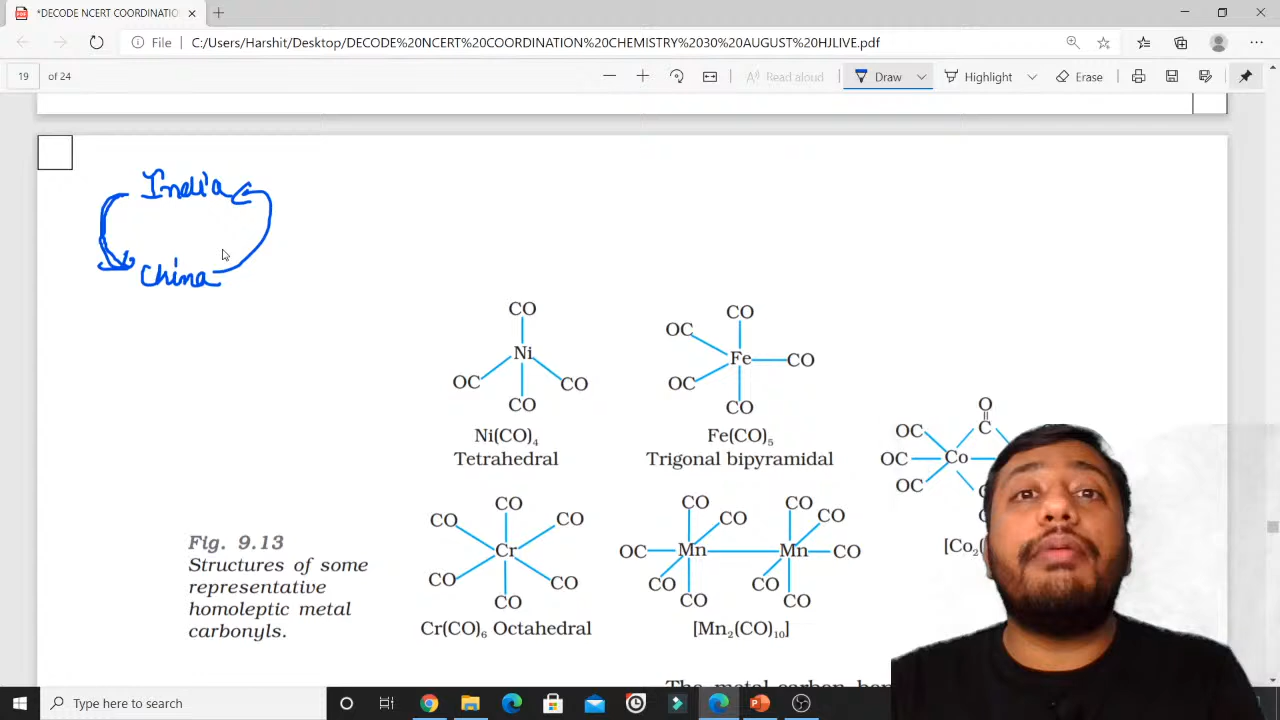 *DECODE NCERT COORDINATION
File C:/Users/Harshit/Desktop/DECODE%20NCERT%20COORDINATION%20CHEMISTRY%2030%20AUGUST%20HJLIVE.pdf
19 of 24 Read aloud Draw Highlight Erase
India
China
CO
Ni
OC CO
CO
Ni(CO)₄
Tetrahedral
CO
OC
Fe CO
OC
CO
Fe(CO)₅
Trigonal bipyramidal
O
C
OC
OC Co
OC
[Co₂(
CO
CO CO
Cr
CO CO
CO
Cr(CO)₆ Octahedral
CO CO
CO CO
OC Mn Mn CO
CO CO
CO CO
[Mn₂(CO)₁₀]
Fig. 9.13
Structures of some
representative
homoleptic metal
carbonyls.
Type here to search